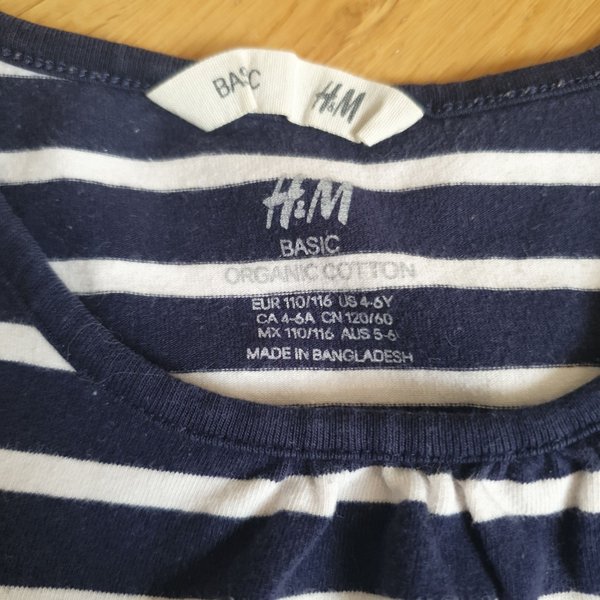 BASIC H&M
H&M
BASIC
ORGANIC COTTON
EUR 110/116 US 4-6Y
CA 4-6A CN 120/60
MX 110/116 AUS 5-6
MADE IN BANGLADESH